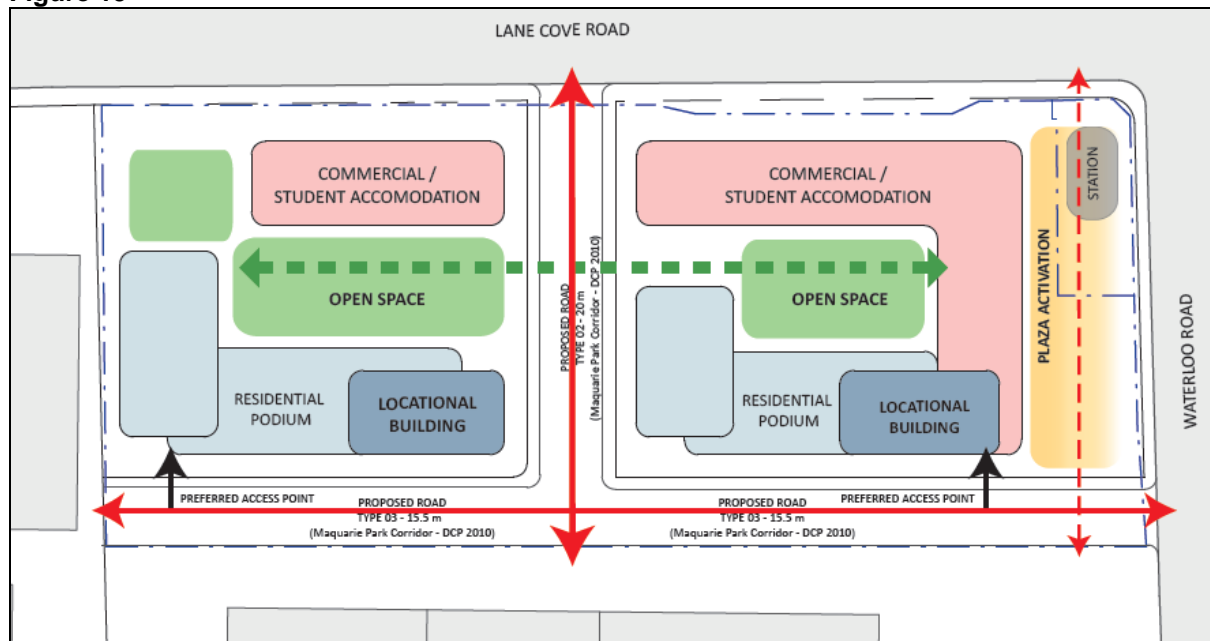 LANE COVE ROAD
COMMERCIAL /
STUDENT ACCOMODATION
COMMERCIAL /
STUDENT ACCOMODATION
STATION
PLAZA ACTIVATION
WATERLOO ROAD
OPEN SPACE
OPEN SPACE
PROPOSED ROAD
TYPE 02 - 20 m
(Maquarie Park Corridor - DCP 2010)
RESIDENTIAL
PODIUM
LOCATIONAL
BUILDING
RESIDENTIAL
PODIUM
LOCATIONAL
BUILDING
PREFERRED ACCESS POINT
PROPOSED ROAD
TYPE 03 - 15.5 m
(Maquarie Park Corridor - DCP 2010)
PROPOSED ROAD
TYPE 03 - 15.5 m
(Maquarie Park Corridor - DCP 2010)
PREFERRED ACCESS POINT